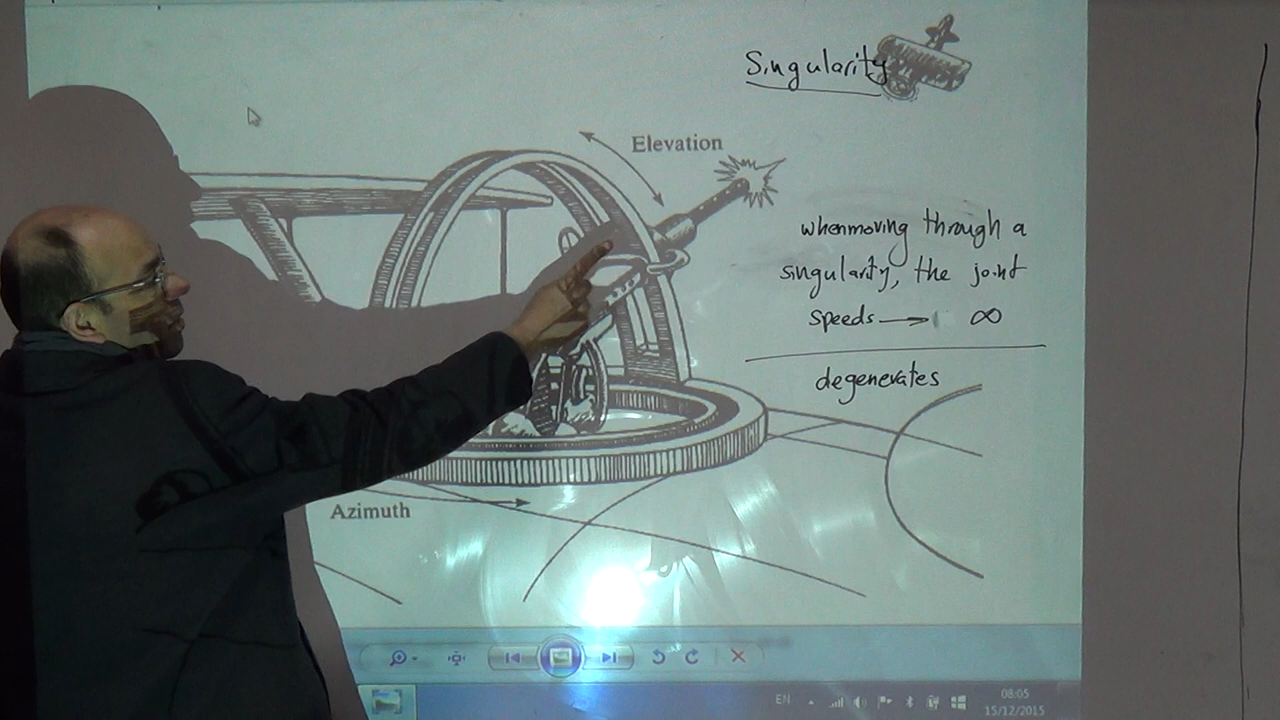 Singularity
Elevation
whenmoving through a
singularity, the joint
speeds → ∞
degenerates
Azimuth
EN
08:05
15/12/2015